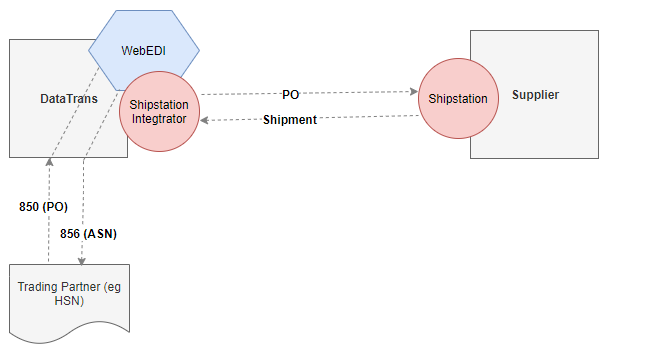 WebEDI
DataTrans
Shipstation
Integtrator
PO
Shipment
Shipstation
Supplier
850 (PO)
856 (ASN)
Trading Partner (eg
HSN)